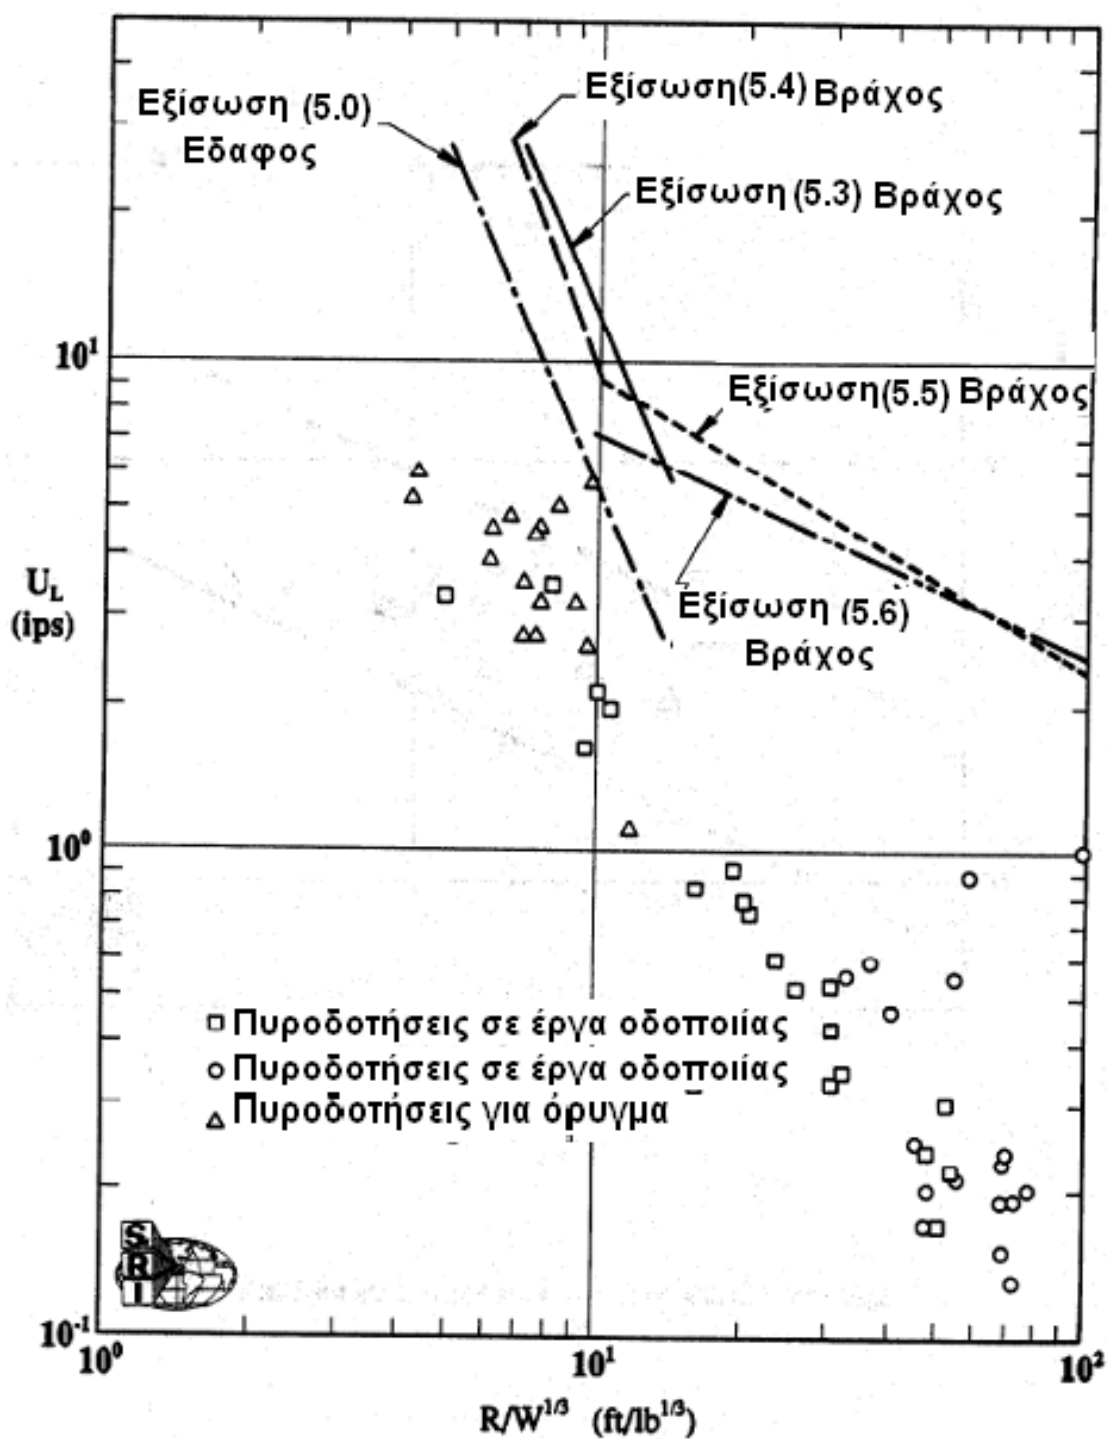 Εξίσωση(5.4) Βράχος
Εξίσωση (5.0)
Εδαφος
Εξίσωση(5.3) Βράχος
10¹
Εξίσωση(5.5) Βράχος
U_L
(ips)
Εξίσωση (5.6)
Βράχος
10⁰
Πυροδοτήσεις σε έργα οδοποιίας
Πυροδοτήσεις σε έργα οδοποιίας
Πυροδοτήσεις για όρυγμα
S
R
I
10⁻¹
10⁰ 10¹ 10²
R/W^1/3 (ft/lb^1/3)